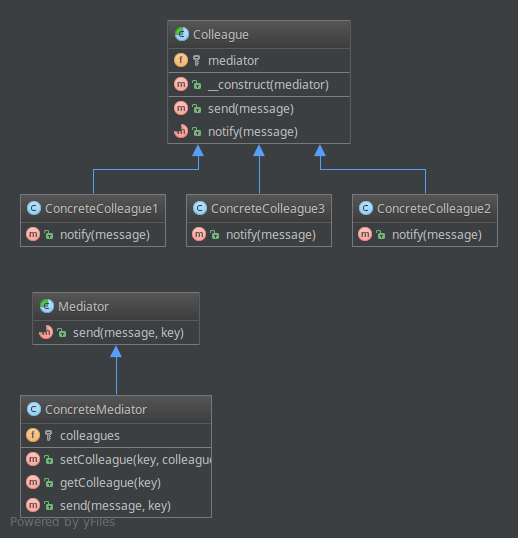 Colleague
mediator
__construct(mediator)
send(message)
notify(message)
ConcreteColleague1
notify(message)
ConcreteColleague3
notify(message)
ConcreteColleague2
notify(message)
Mediator
send(message, key)
ConcreteMediator
colleagues
setColleague(key, colleagu
getColleague(key)
send(message, key)
Powered by yFiles